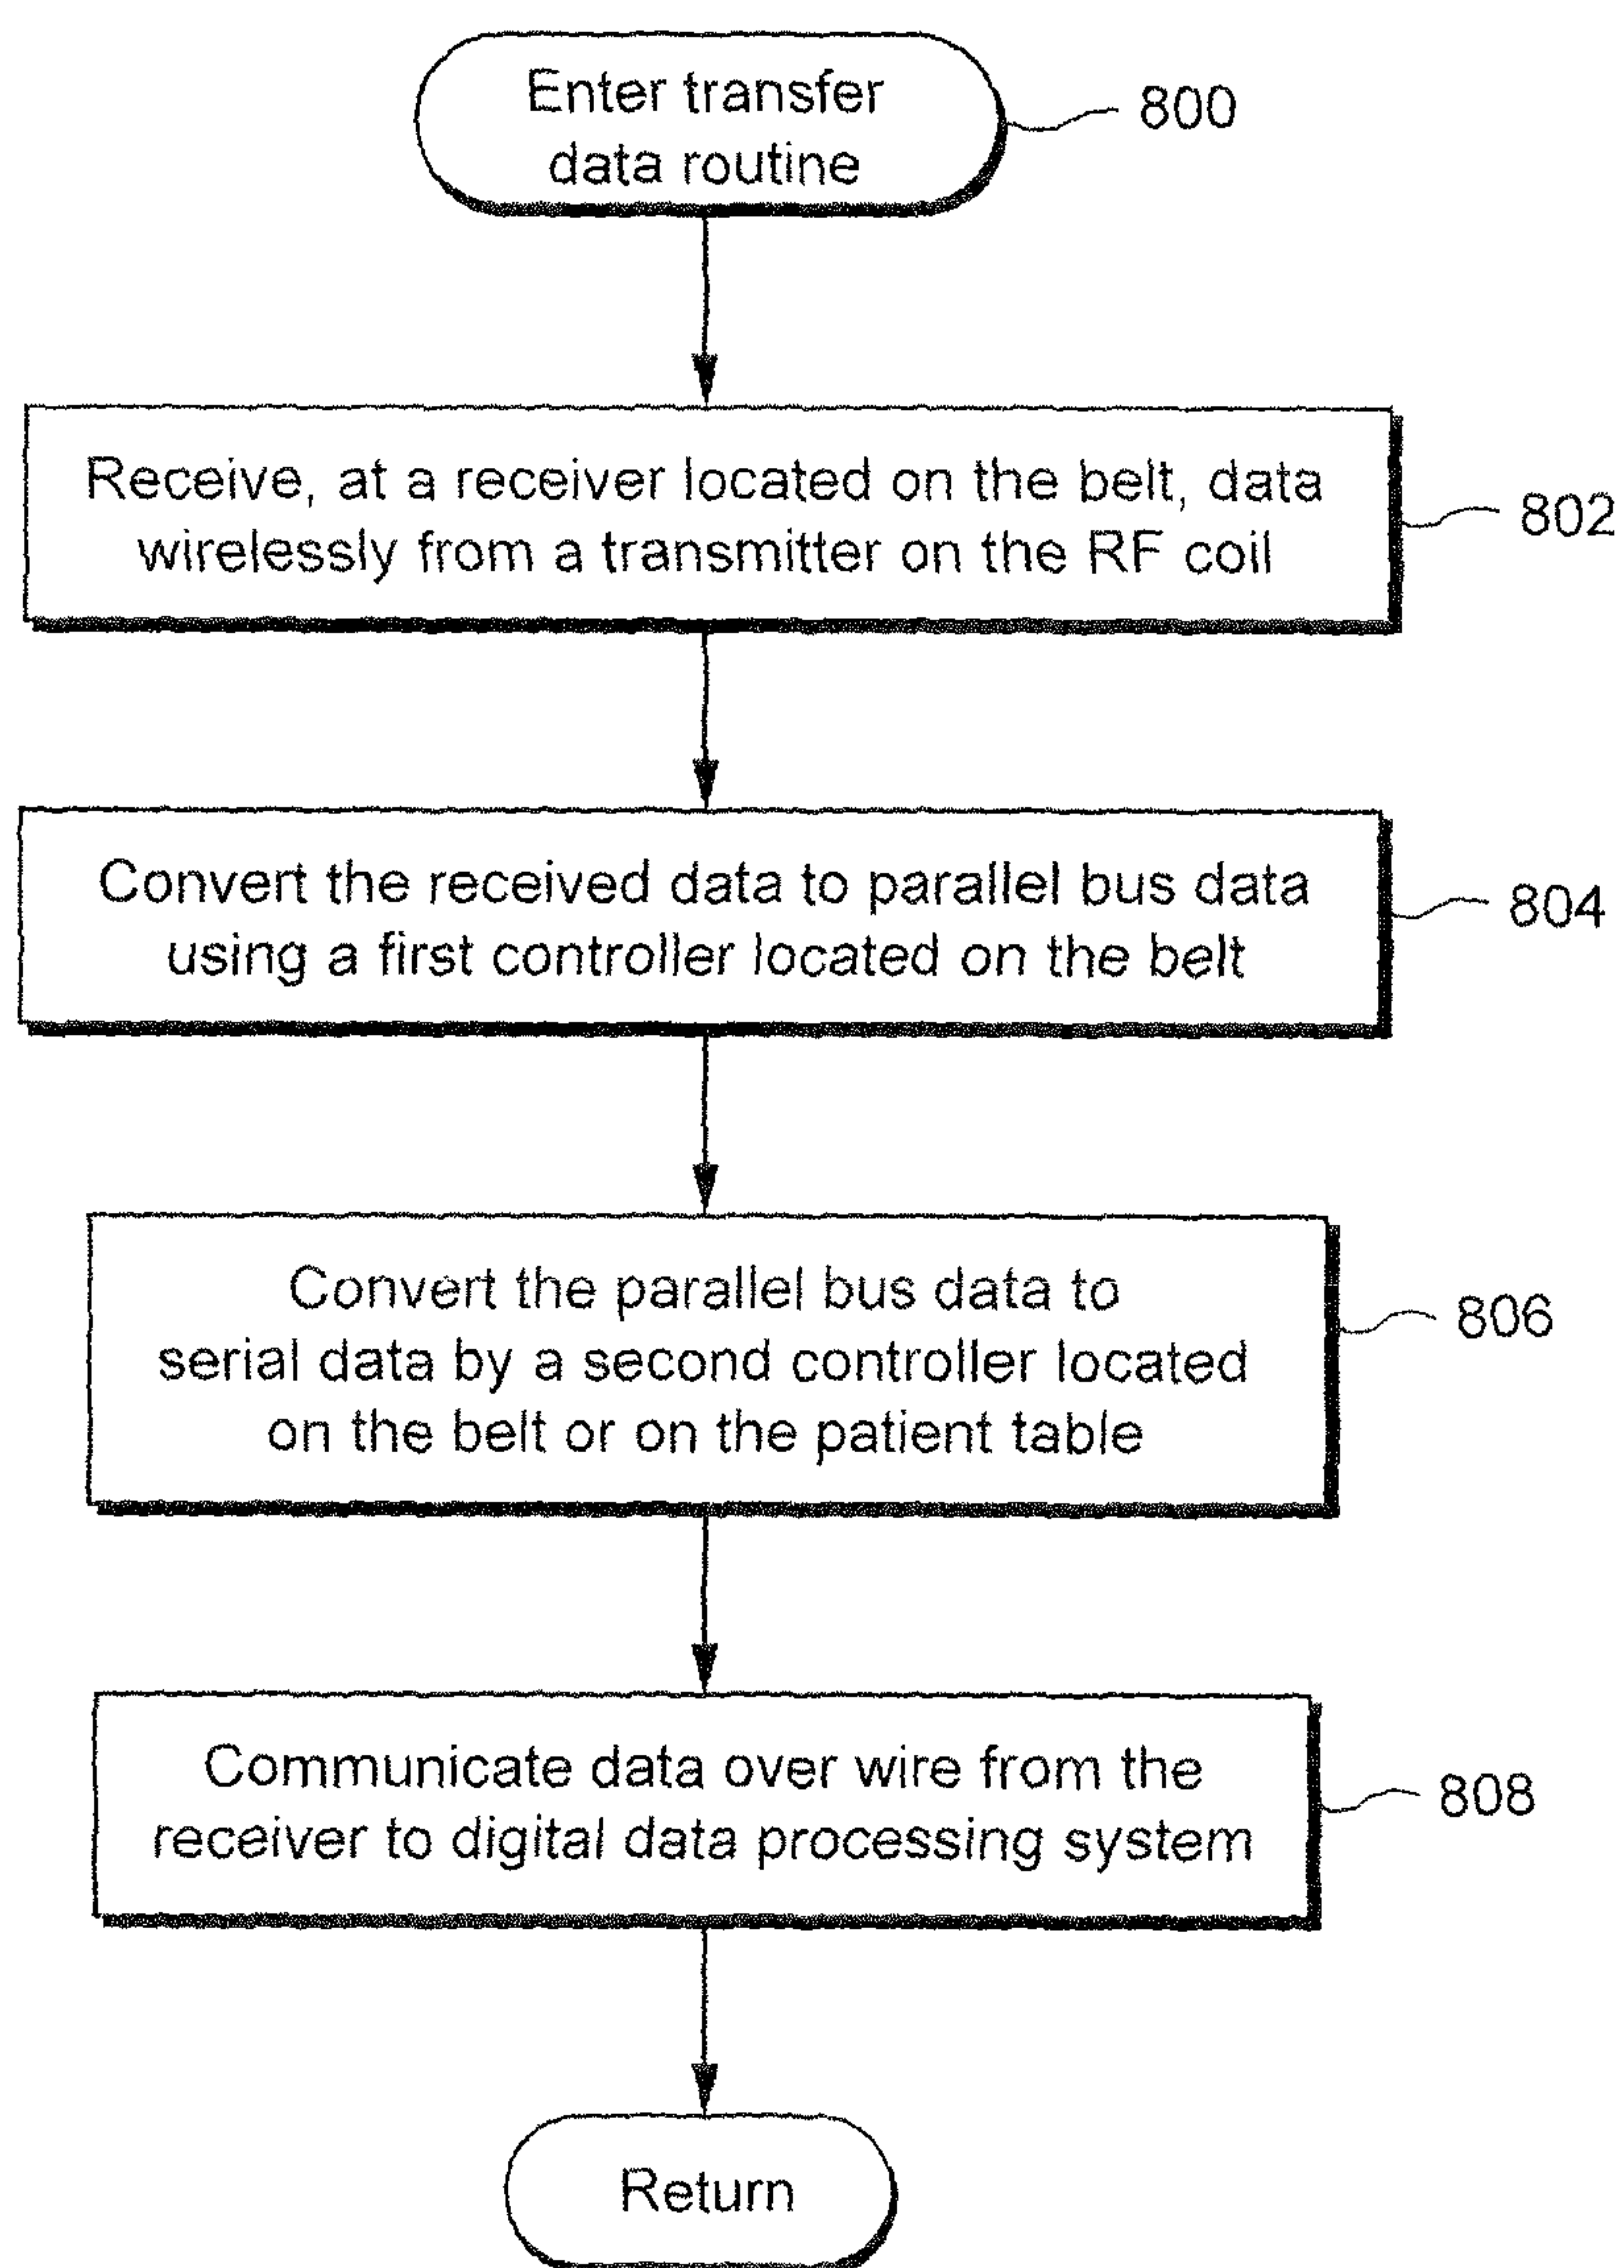 Enter transfer
data routine
800
Receive, at a receiver located on the belt, data
wirelessly from a transmitter on the RF coil
802
Convert the received data to parallel bus data
using a first controller located on the belt
804
Convert the parallel bus data to
serial data by a second controller located
on the belt or on the patient table
806
Communicate data over wire from the
receiver to digital data processing system
808
Return